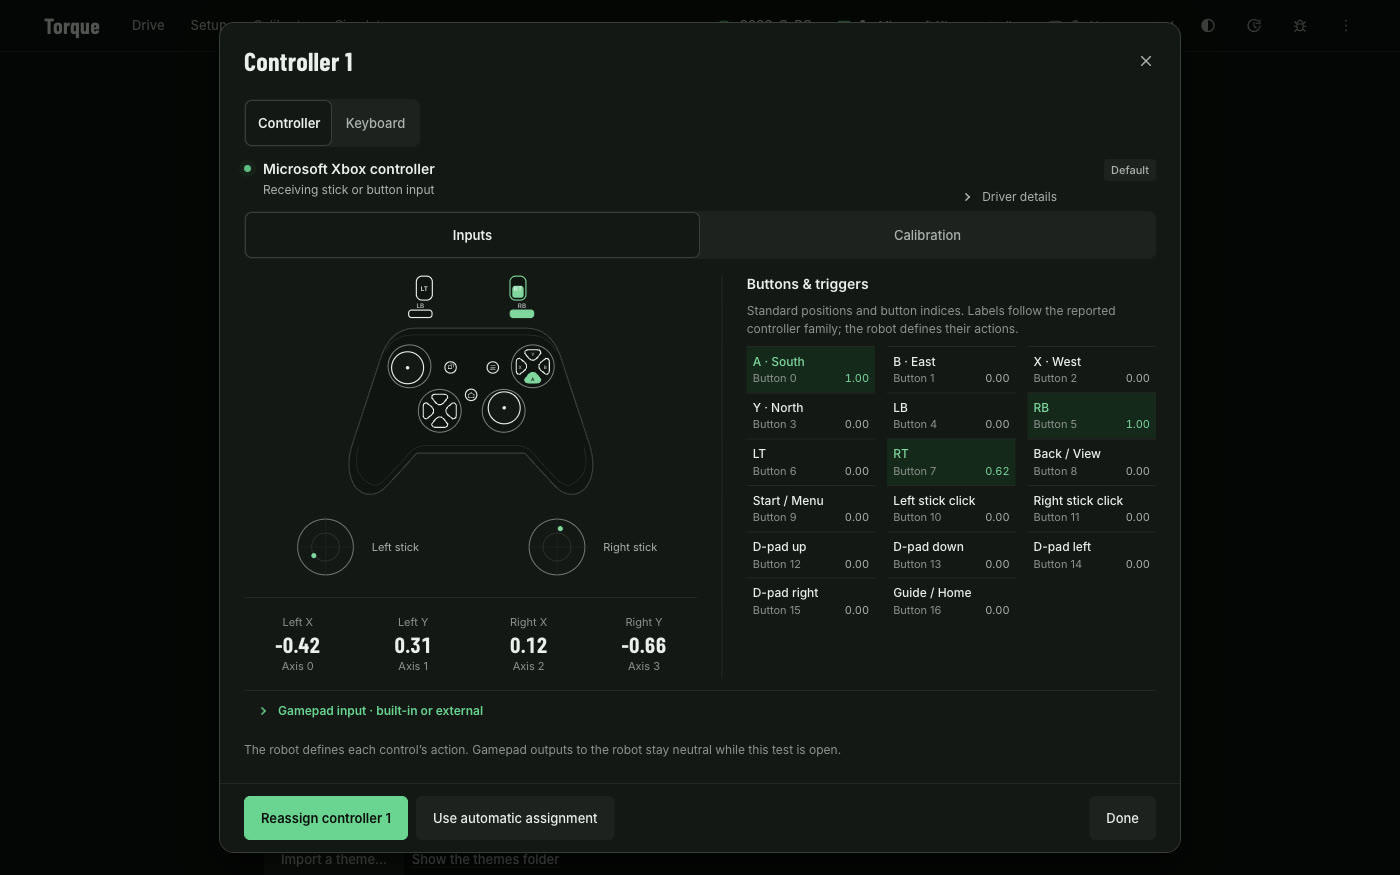 Torque
Drive
Controller 1
Controller
Keyboard
Microsoft Xbox controller
Default
Receiving stick or button input
Driver details
Inputs
Calibration
LT
LB
RB
Left stick
Right stick
Left X
Left Y
Right X
Right Y
-0.42
0.31
0.12
-0.66
Axis 0
Axis 1
Axis 2
Axis 3
Buttons & triggers
Standard positions and button indices. Labels follow the reported
controller family; the robot defines their actions.
A · South
Button 0 1.00
B · East
Button 1 0.00
X · West
Button 2 0.00
Y · North
Button 3 0.00
LB
Button 4 0.00
RB
Button 5 1.00
LT
Button 6 0.00
RT
Button 7 0.62
Back / View
Button 8 0.00
Start / Menu
Button 9 0.00
Left stick click
Button 10 0.00
Right stick click
Button 11 0.00
D-pad up
Button 12 0.00
D-pad down
Button 13 0.00
D-pad left
Button 14 0.00
D-pad right
Button 15 0.00
Guide / Home
Button 16 0.00
Gamepad input · built-in or external
The robot defines each control’s action. Gamepad outputs to the robot stay neutral while this test is open.
Reassign controller 1
Use automatic assignment
Done
Import a theme...
Show the themes folder